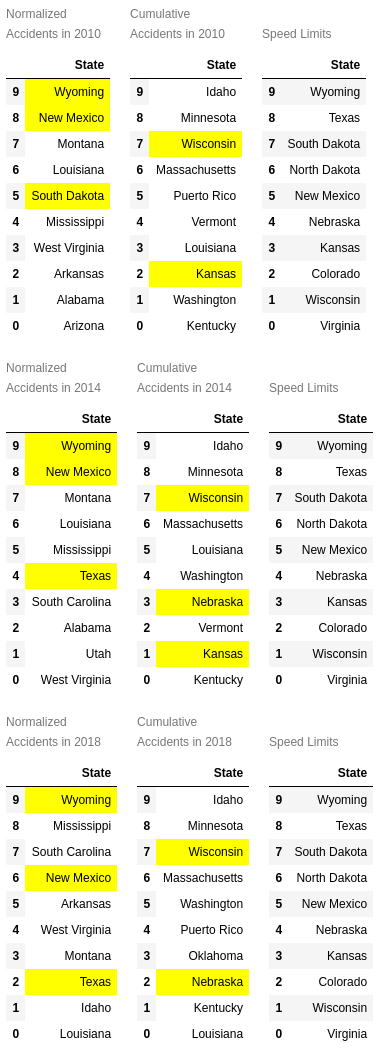 Normalized
Accidents in 2010
State
9 Wyoming
8 New Mexico
7 Montana
6 Louisiana
5 South Dakota
4 Mississippi
3 West Virginia
2 Arkansas
1 Alabama
0 Arizona
Cumulative
Accidents in 2010
State
9 Idaho
8 Minnesota
7 Wisconsin
6 Massachusetts
5 Puerto Rico
4 Vermont
3 Louisiana
2 Kansas
1 Washington
0 Kentucky
Speed Limits
State
9 Wyoming
8 Texas
7 South Dakota
6 North Dakota
5 New Mexico
4 Nebraska
3 Kansas
2 Colorado
1 Wisconsin
0 Virginia
Normalized
Accidents in 2014
State
9 Wyoming
8 New Mexico
7 Montana
6 Louisiana
5 Mississippi
4 Texas
3 South Carolina
2 Alabama
1 Utah
0 West Virginia
Cumulative
Accidents in 2014
State
9 Idaho
8 Minnesota
7 Wisconsin
6 Massachusetts
5 Louisiana
4 Washington
3 Nebraska
2 Vermont
1 Kansas
0 Kentucky
Speed Limits
State
9 Wyoming
8 Texas
7 South Dakota
6 North Dakota
5 New Mexico
4 Nebraska
3 Kansas
2 Colorado
1 Wisconsin
0 Virginia
Normalized
Accidents in 2018
State
9 Wyoming
8 Mississippi
7 South Carolina
6 New Mexico
5 Arkansas
4 West Virginia
3 Montana
2 Texas
1 Idaho
0 Louisiana
Cumulative
Accidents in 2018
State
9 Idaho
8 Minnesota
7 Wisconsin
6 Massachusetts
5 Washington
4 Puerto Rico
3 Oklahoma
2 Nebraska
1 Kentucky
0 Louisiana
Speed Limits
State
9 Wyoming
8 Texas
7 South Dakota
6 North Dakota
5 New Mexico
4 Nebraska
3 Kansas
2 Colorado
1 Wisconsin
0 Virginia